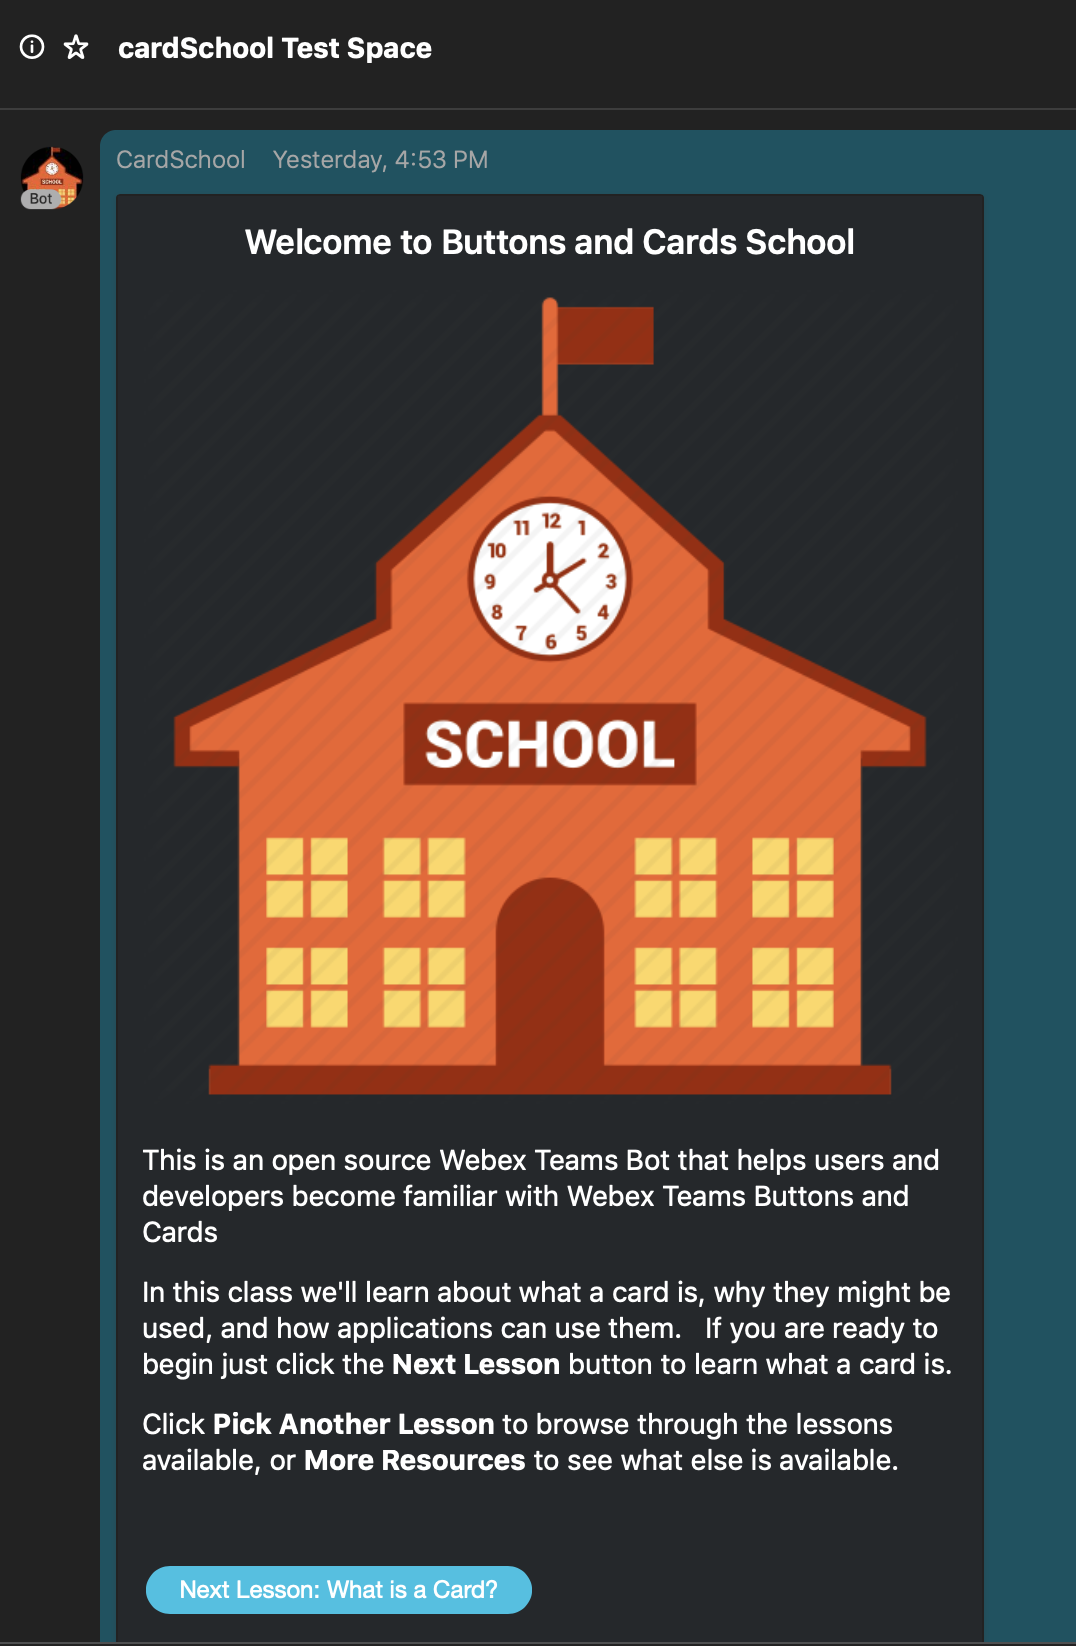 cardSchool Test Space
CardSchool Yesterday, 4:53 PM
SCHOOL
Bot
Welcome to Buttons and Cards School
12
11 1
10 2
9 3
8 4
7 5
6
SCHOOL
This is an open source Webex Teams Bot that helps users and
developers become familiar with Webex Teams Buttons and
Cards
In this class we'll learn about what a card is, why they might be
used, and how applications can use them.   If you are ready to
begin just click the Next Lesson button to learn what a card is.
Click Pick Another Lesson to browse through the lessons
available, or More Resources to see what else is available.
Next Lesson: What is a Card?